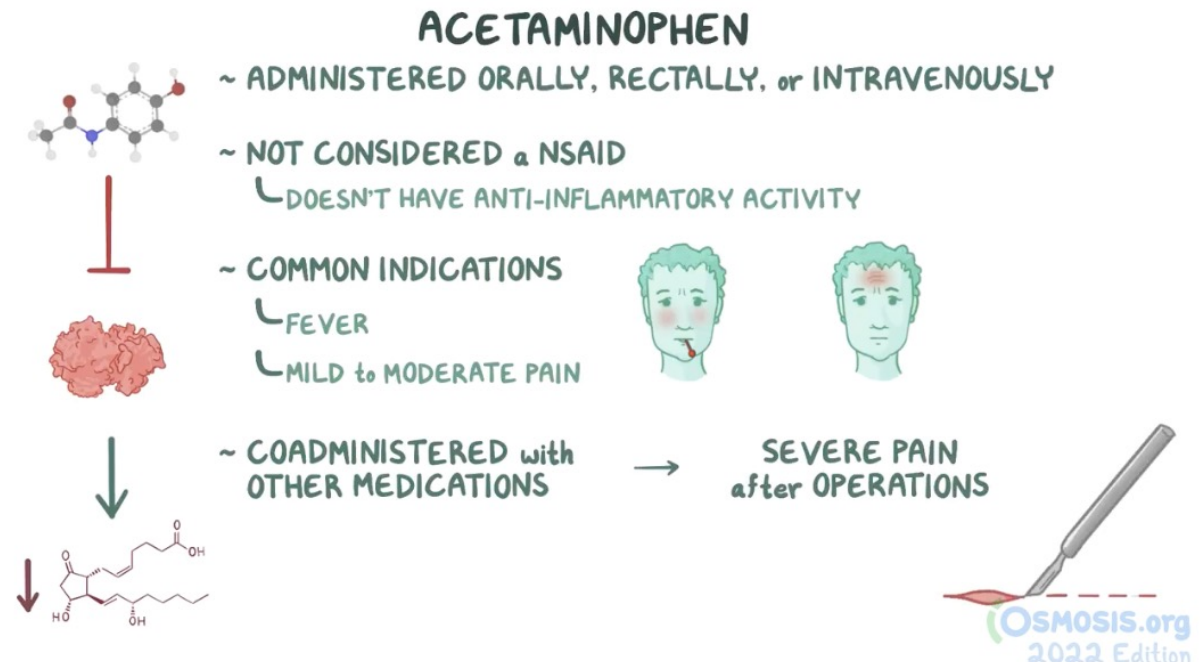 ACETAMINOPHEN
~ ADMINISTERED ORALLY, RECTALLY, or INTRAVENOUSLY
~ NOT CONSIDERED a NSAID
DOESN'T HAVE ANTI-INFLAMMATORY ACTIVITY
~ COMMON INDICATIONS
FEVER
MILD to MODERATE PAIN
~ COADMINISTERED with
OTHER MEDICATIONS
→ SEVERE PAIN
after OPERATIONS
O
OH
O
HO
OH
OSMOSIS.org
2022 Edition